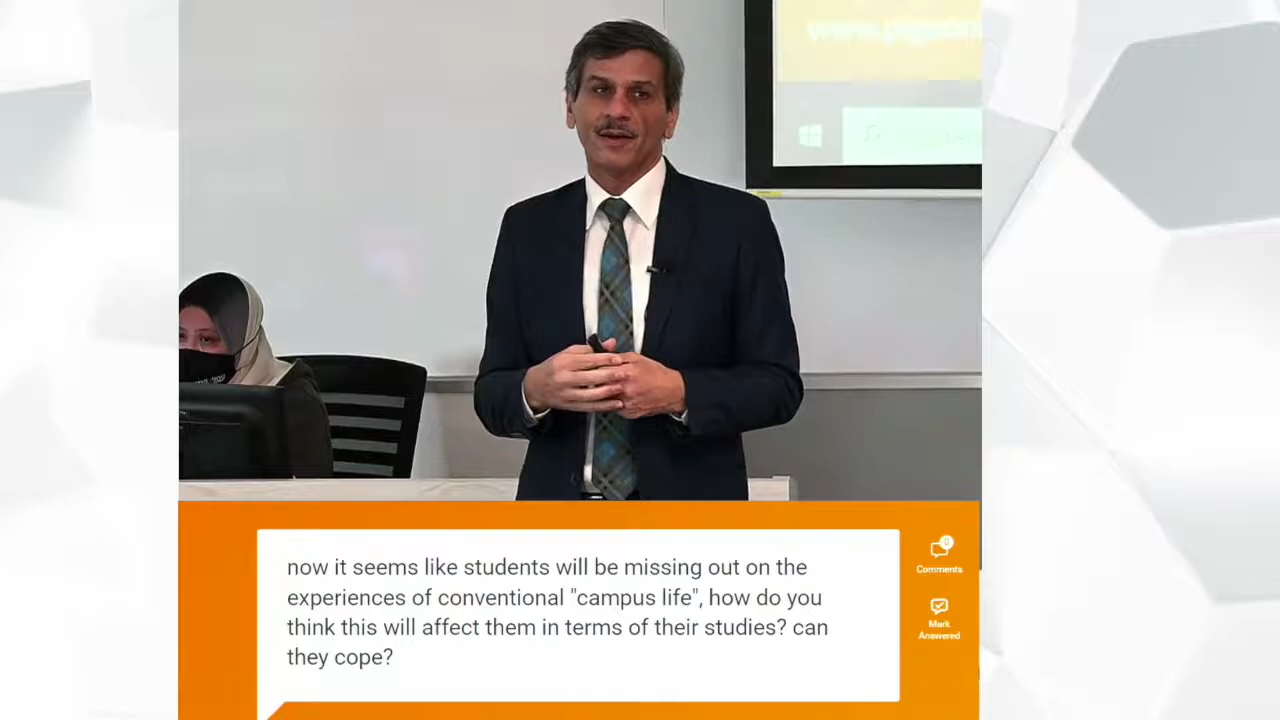 now it seems like students will be missing out on the
experiences of conventional "campus life", how do you
think this will affect them in terms of their studies? can
they cope?
0
Comments
Mark
Answered